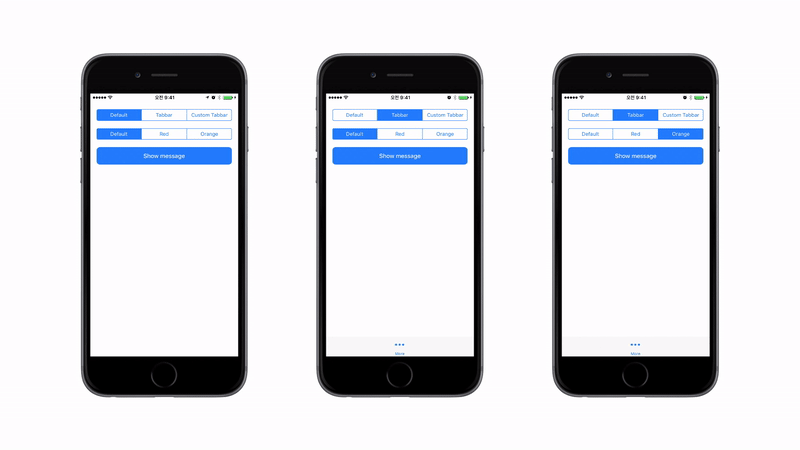 오전 9:41
Default Tabbar Custom Tabbar
Default Red Orange
Show message
오전 9:41
Default Tabbar Custom Tabbar
Default Red Orange
Show message
More
오전 9:41
Default Tabbar Custom Tabbar
Default Red Orange
Show message
More